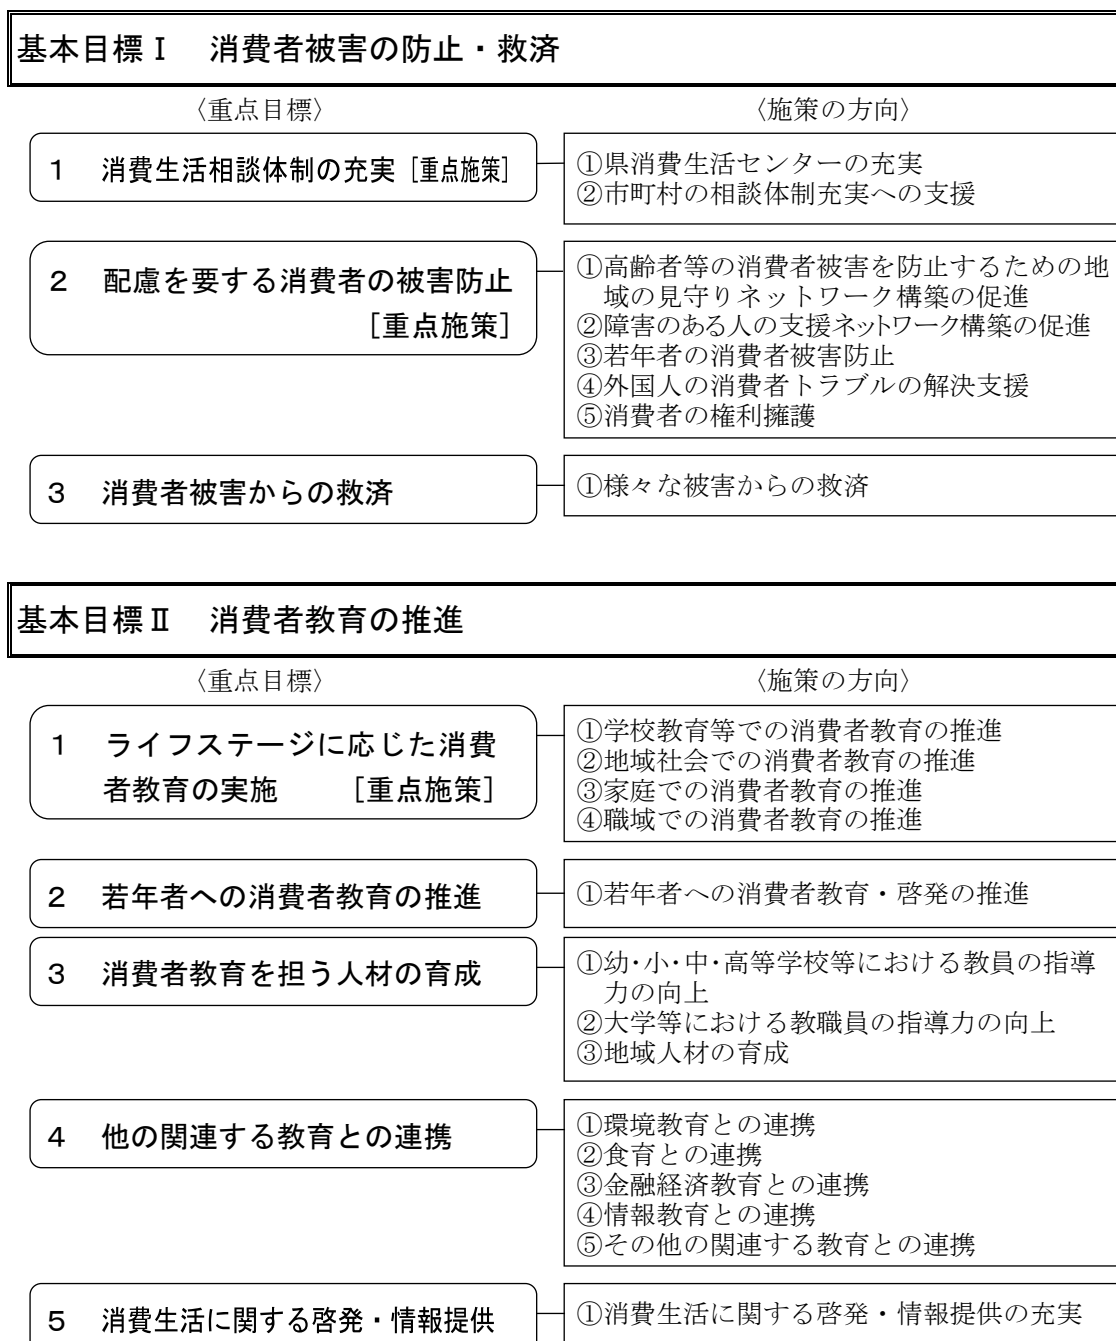 基本目標Ⅰ　消費者被害の防止・救済
〈重点目標〉
〈施策の方向〉
1　消費生活相談体制の充実［重点施策］
①県消費生活センターの充実
②市町村の相談体制充実への支援
2　配慮を要する消費者の被害防止
［重点施策］
①高齢者等の消費者被害を防止するための地
域の見守りネットワーク構築の促進
②障害のある人の支援ネットワーク構築の促進
③若年者の消費者被害防止
④外国人の消費者トラブルの解決支援
⑤消費者の権利擁護
3　消費者被害からの救済
①様々な被害からの救済
基本目標Ⅱ　消費者教育の推進
〈重点目標〉
〈施策の方向〉
1　ライフステージに応じた消費
者教育の実施　［重点施策］
①学校教育等での消費者教育の推進
②地域社会での消費者教育の推進
③家庭での消費者教育の推進
④職域での消費者教育の推進
2　若年者への消費者教育の推進
①若年者への消費者教育・啓発の推進
3　消費者教育を担う人材の育成
①幼・小・中・高等学校等における教員の指導
力の向上
②大学等における教職員の指導力の向上
③地域人材の育成
4　他の関連する教育との連携
①環境教育との連携
②食育との連携
③金融経済教育との連携
④情報教育との連携
⑤その他の関連する教育との連携
5　消費生活に関する啓発・情報提供
①消費生活に関する啓発・情報提供の充実